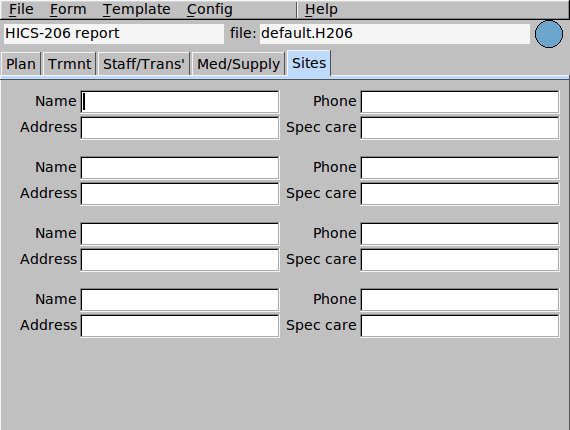 File Form Template Config Help
HICS-206 report file: default.H206
Plan Trmnt Staff/Trans' Med/Supply Sites
Name Phone
Address Spec care
Name Phone
Address Spec care
Name Phone
Address Spec care
Name Phone
Address Spec care